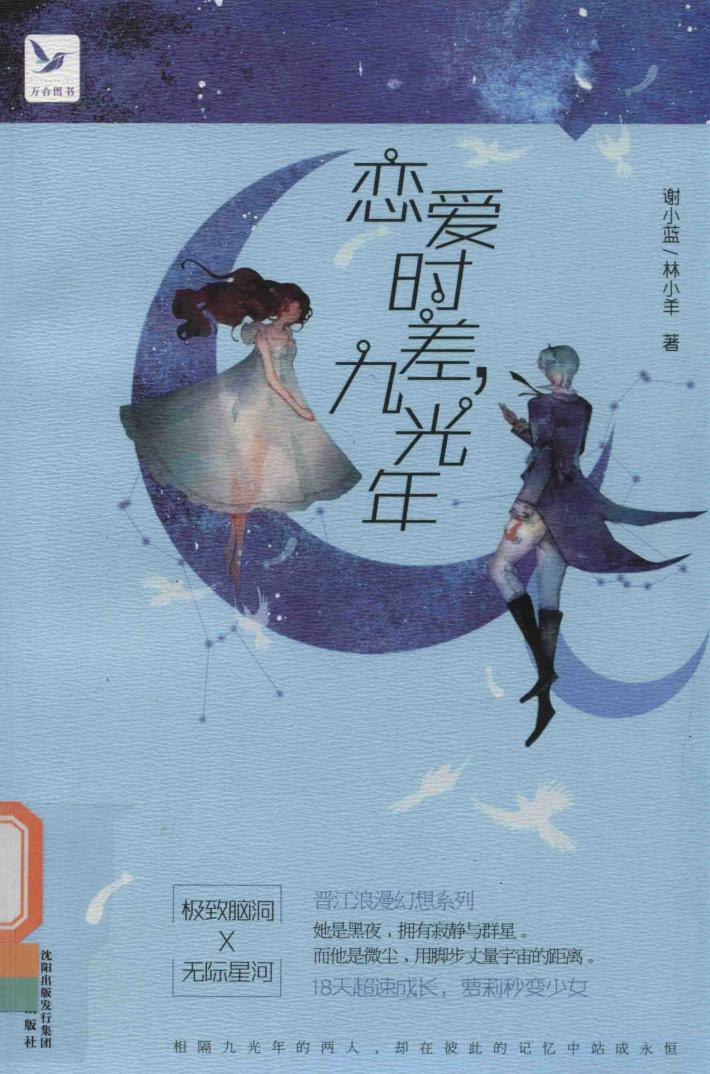 万合图书
恋爱时差，九光年
谢小蓝/林小羊 著
极致脑洞
X
无际星河
晋江浪漫幻想系列
她是黑夜，拥有寂静与群星。
而他是微尘，用脚步丈量宇宙的距离。
18天超速成长，萝莉秒变少女
沈阳出版发行集团
出版社
相隔九光年的两人，却在彼此的记忆中站成永恒